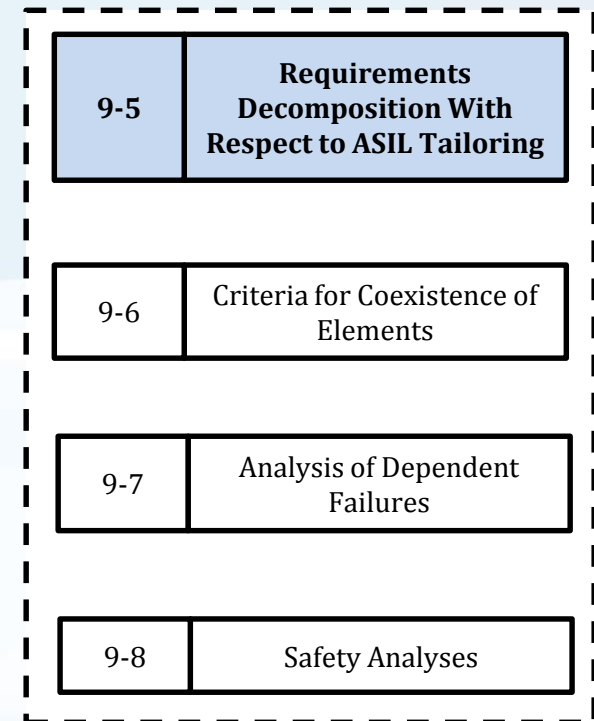 9-5
Requirements
Decomposition With
Respect to ASIL Tailoring
9-6
Criteria for Coexistence of
Elements
9-7
Analysis of Dependent
Failures
9-8
Safety Analyses